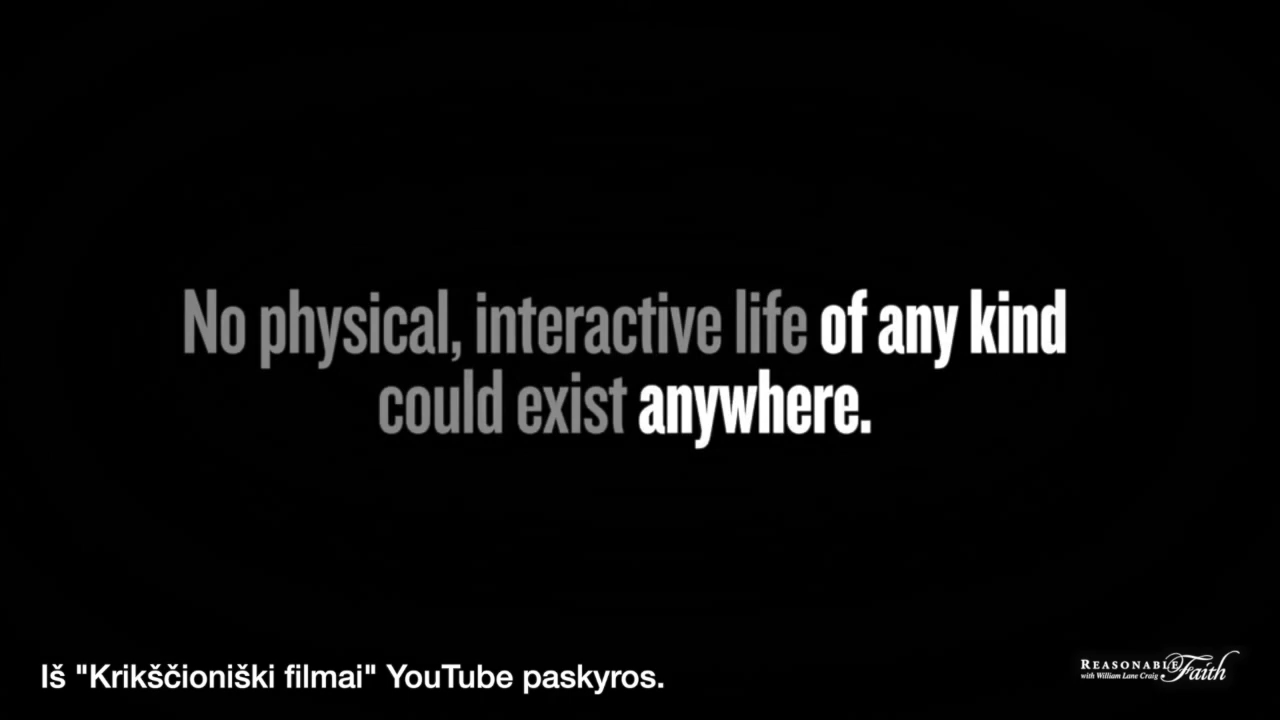 No physical, interactive life of any kind
could exist anywhere.
Iš "Krikščioniški filmai" YouTube paskyros.
REASONABLE Faith
with William Lane Craig